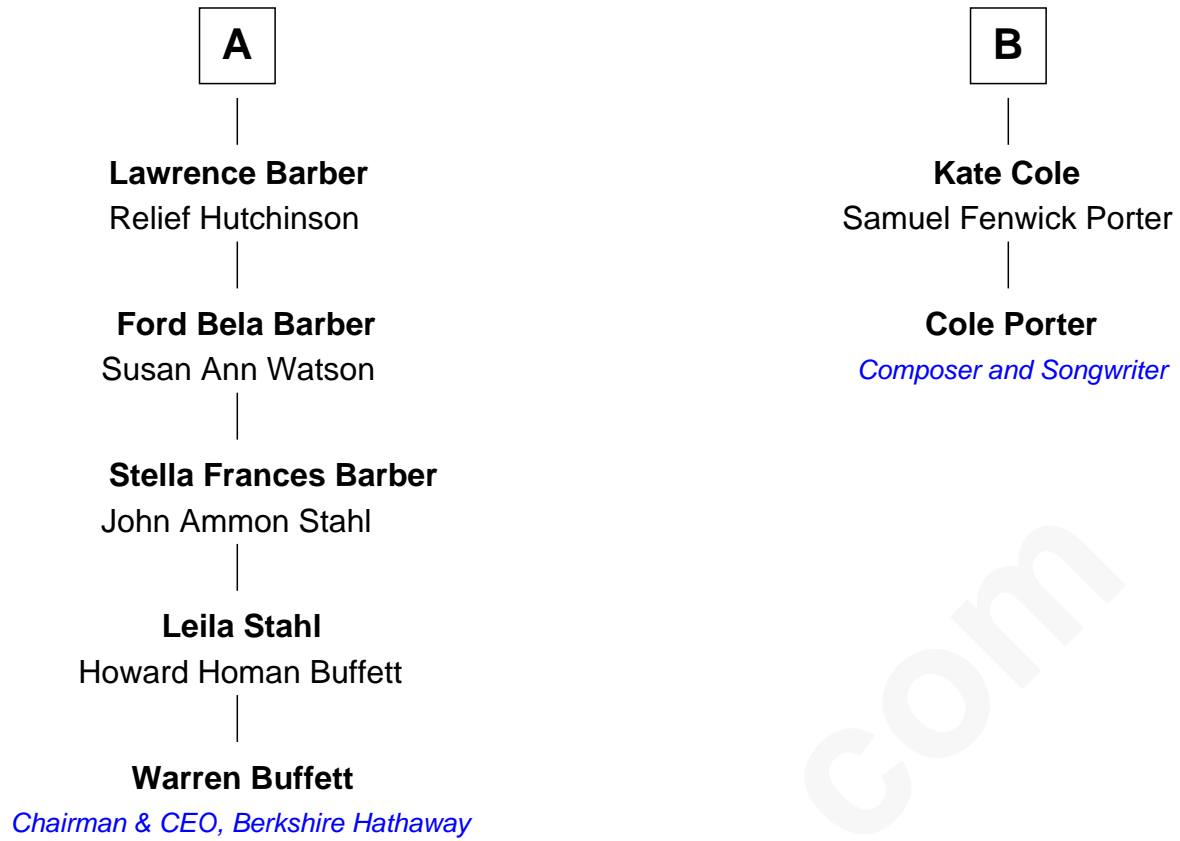 A
Lawrence Barber
Relief Hutchinson
Ford Bela Barber
Susan Ann Watson
Stella Frances Barber
John Ammon Stahl
Leila Stahl
Howard Homan Buffett
Warren Buffett
Chairman & CEO, Berkshire Hathaway
B
Kate Cole
Samuel Fenwick Porter
Cole Porter
Composer and Songwriter
com